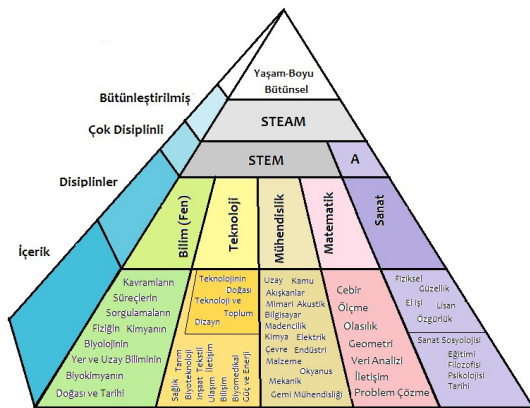 Yaşam-Boyu
Bütünsel
Bütünleştirilmiş
STEAM
Çok Disiplinli
STEM
A
Disiplinler
Bilim (Fen)
Teknoloji
Mühendislik
Matematik
Sanat
İçerik
Kavramların
Süreçlerin
Sorgulamaların
Fiziğin Kimyanın
Biyolojinin
Yer ve Uzay Biliminin
Biyokimyanın
Doğası ve Tarihi
Teknolojinin
Doğası
Teknoloji ve
Toplum
Dizayn
Sağlık Tarım
Biyoteknoloji
İnşaat Tekstil
Ulaşım İletişim
Bilişim
Biyomedikal
Güç ve Enerji
Uzay Kamu
Akışkanlar
Mimari Akustik
Bilgisayar
Madencilik
Kimya Elektrik
Çevre Endüstri
Malzeme
Okyanus
Mekanik
Gemi Mühendisliği
Cebir
Ölçme
Olasılık
Geometri
Veri Analizi
İletişim
Problem Çözme
Fiziksel
Güzellik
El işi Lisan
Özgürlük
Sanat Sosyolojisi
Eğitimi
Filozofisi
Psikolojisi
Tarihi